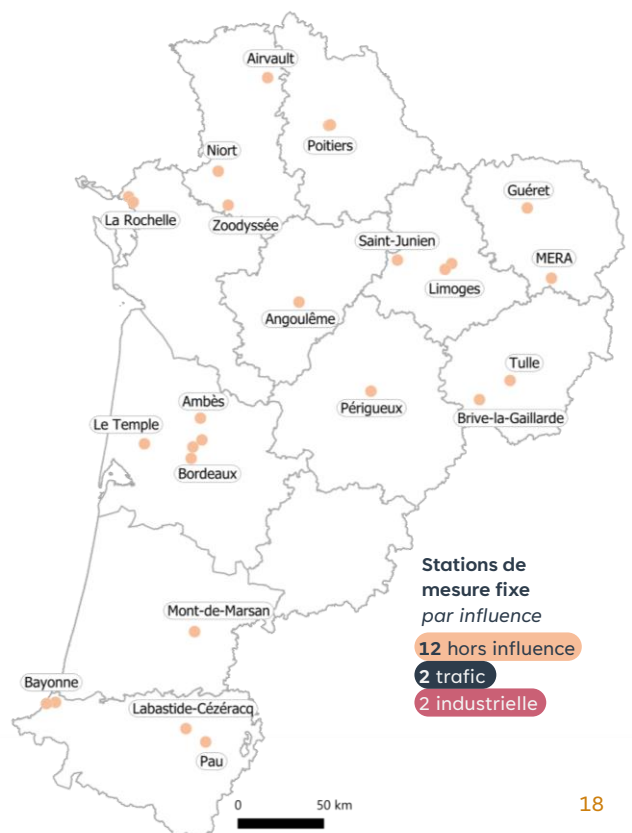 Airvault
Poitiers
Niort
Guéret
La Rochelle
Zoodyssée
Saint-Junien
MERA
Limoges
Angoulême
Tulle
Ambès
Périgueux
Brive-la-Gaillarde
Le Temple
Bordeaux
Stations de
mesure fixe
par influence
12 hors influence
2 trafic
2 industrielle
Mont-de-Marsan
Bayonne
Labastide-Cézéracq
Pau
0 50 km
18